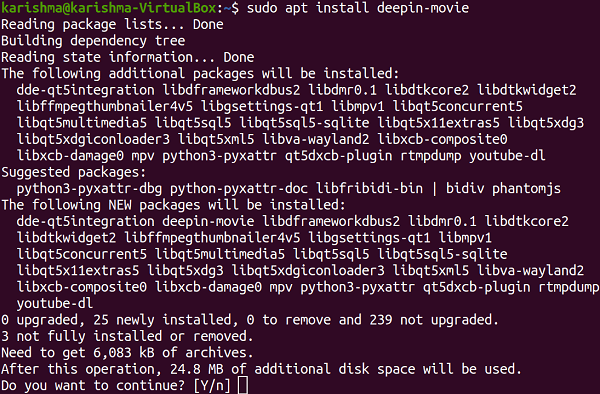 karishma@karishma-VirtualBox:~$ sudo apt install deepin-movie
Reading package lists... Done
Building dependency tree
Reading state information... Done
The following additional packages will be installed:
  dde-qt5integration libdframeworkdbus2 libdmr0.1 libdtkcore2 libdtkwidget2
  libffmpegthumbnailer4v5 libgsettings-qt1 libmpv1 libqt5concurrent5
  libqt5multimedia5 libqt5sql5 libqt5sql5-sqlite libqt5x11extras5 libqt5xdg3
  libqt5xdgiconloader3 libqt5xml5 libva-wayland2 libxcb-composite0
  libxcb-damage0 mpv python3-pyxattr qt5dxcb-plugin rtmpdump youtube-dl
Suggested packages:
  python3-pyxattr-dbg python-pyxattr-doc libfribidi-bin | bidiv phantomjs
The following NEW packages will be installed:
  dde-qt5integration deepin-movie libdframeworkdbus2 libdmr0.1 libdtkcore2
  libdtkwidget2 libffmpegthumbnailer4v5 libgsettings-qt1 libmpv1
  libqt5concurrent5 libqt5multimedia5 libqt5sql5 libqt5sql5-sqlite
  libqt5x11extras5 libqt5xdg3 libqt5xdgiconloader3 libqt5xml5 libva-wayland2
  libxcb-composite0 libxcb-damage0 mpv python3-pyxattr qt5dxcb-plugin rtmpdump
  youtube-dl
0 upgraded, 25 newly installed, 0 to remove and 239 not upgraded.
3 not fully installed or removed.
Need to get 6,083 kB of archives.
After this operation, 24.8 MB of additional disk space will be used.
Do you want to continue? [Y/n]